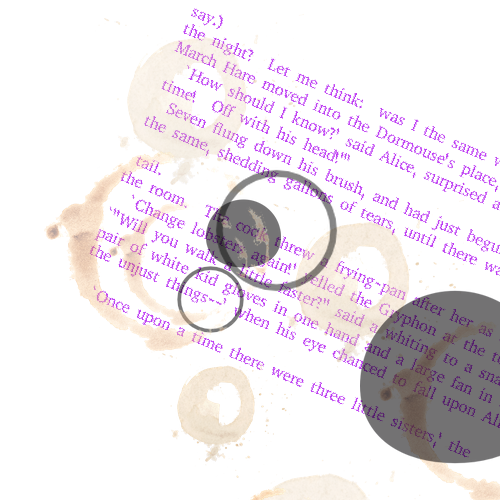 say.)
the night? Let me think: was I the same
March Hare moved into the Dormouse's place,
`How should I know?' said Alice, surprised
time! Off with his head!"'
Seven flung down his brush, and had just
the same, shedding gallons of tears, until there
tail.
the room. The cook threw a frying-pan after her as
`Change lobsters again!' yelled the Gryphon at the
`"Will you walk a little faster?" said a whiting to a
pair of white kid gloves in one hand and a large fan in
the unjust things--' when his eye chanced to fall upon
`Once upon a time there were three little sisters,' the